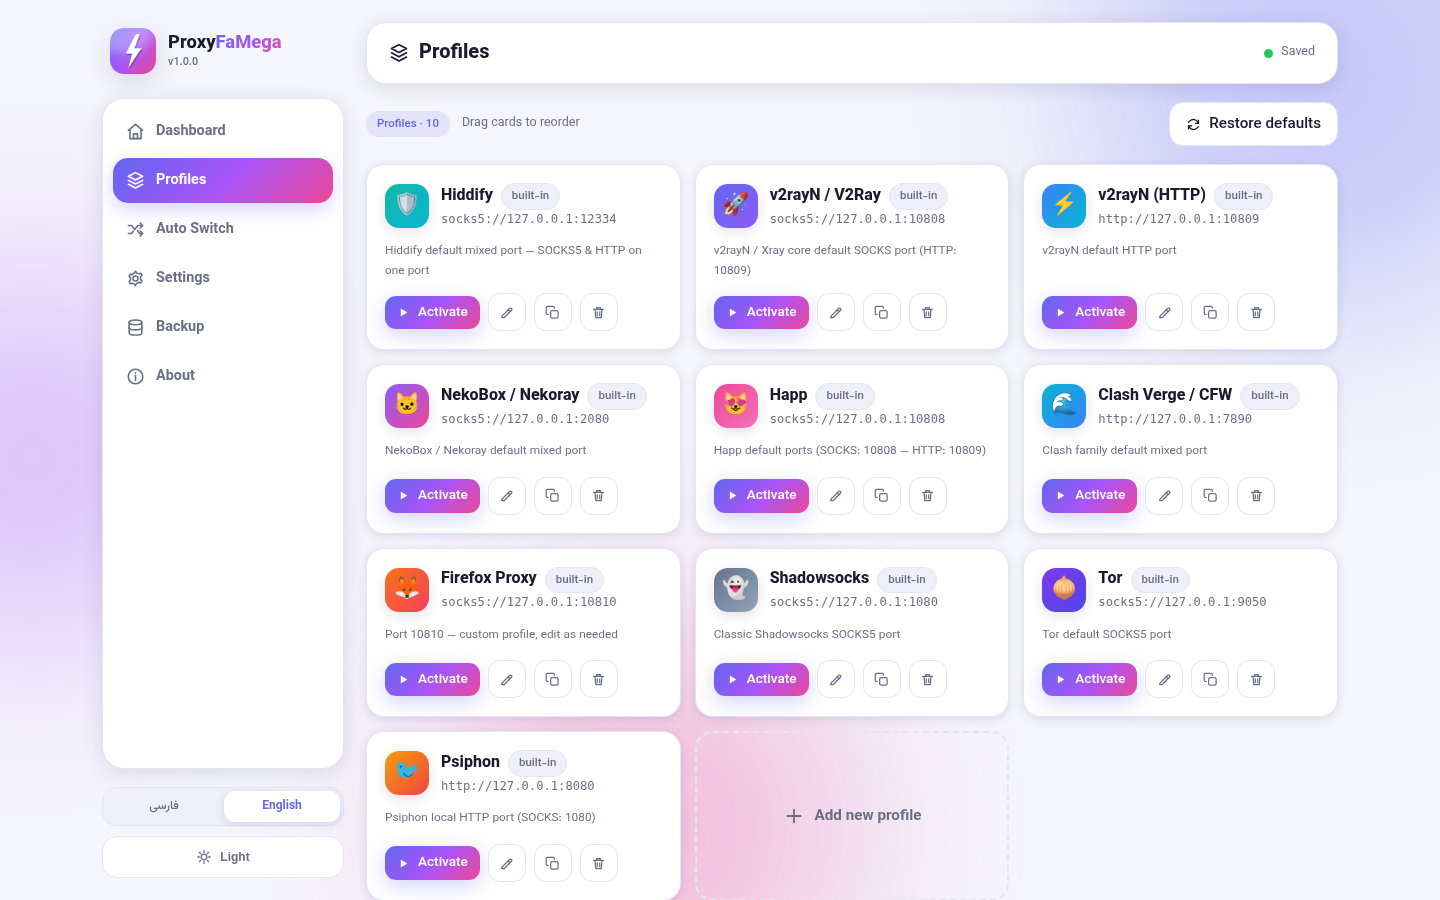 ProxyFaMega
v1.0.0
Dashboard
Profiles
Auto Switch
Settings
Backup
About
فارسی
English
Light
Profiles
Saved
Profiles · 10
Drag cards to reorder
Restore defaults
Hiddify
built-in
socks5://127.0.0.1:12334
Hiddify default mixed port — SOCKS5 & HTTP on
one port
Activate
v2rayN / V2Ray
built-in
socks5://127.0.0.1:10808
v2rayN / Xray core default SOCKS port (HTTP:
10809)
Activate
v2rayN (HTTP)
built-in
http://127.0.0.1:10809
v2rayN default HTTP port
Activate
NekoBox / Nekoray
built-in
socks5://127.0.0.1:2080
NekoBox / Nekoray default mixed port
Activate
Happ
built-in
socks5://127.0.0.1:10808
Happ default ports (SOCKS: 10808 — HTTP: 10809)
Activate
Clash Verge / CFW
built-in
http://127.0.0.1:7890
Clash family default mixed port
Activate
Firefox Proxy
built-in
socks5://127.0.0.1:10810
Port 10810 — custom profile, edit as needed
Activate
Shadowsocks
built-in
socks5://127.0.0.1:1080
Classic Shadowsocks SOCKS5 port
Activate
Tor
built-in
socks5://127.0.0.1:9050
Tor default SOCKS5 port
Activate
Psiphon
built-in
http://127.0.0.1:8080
Psiphon local HTTP port (SOCKS: 1080)
Activate
Add new profile